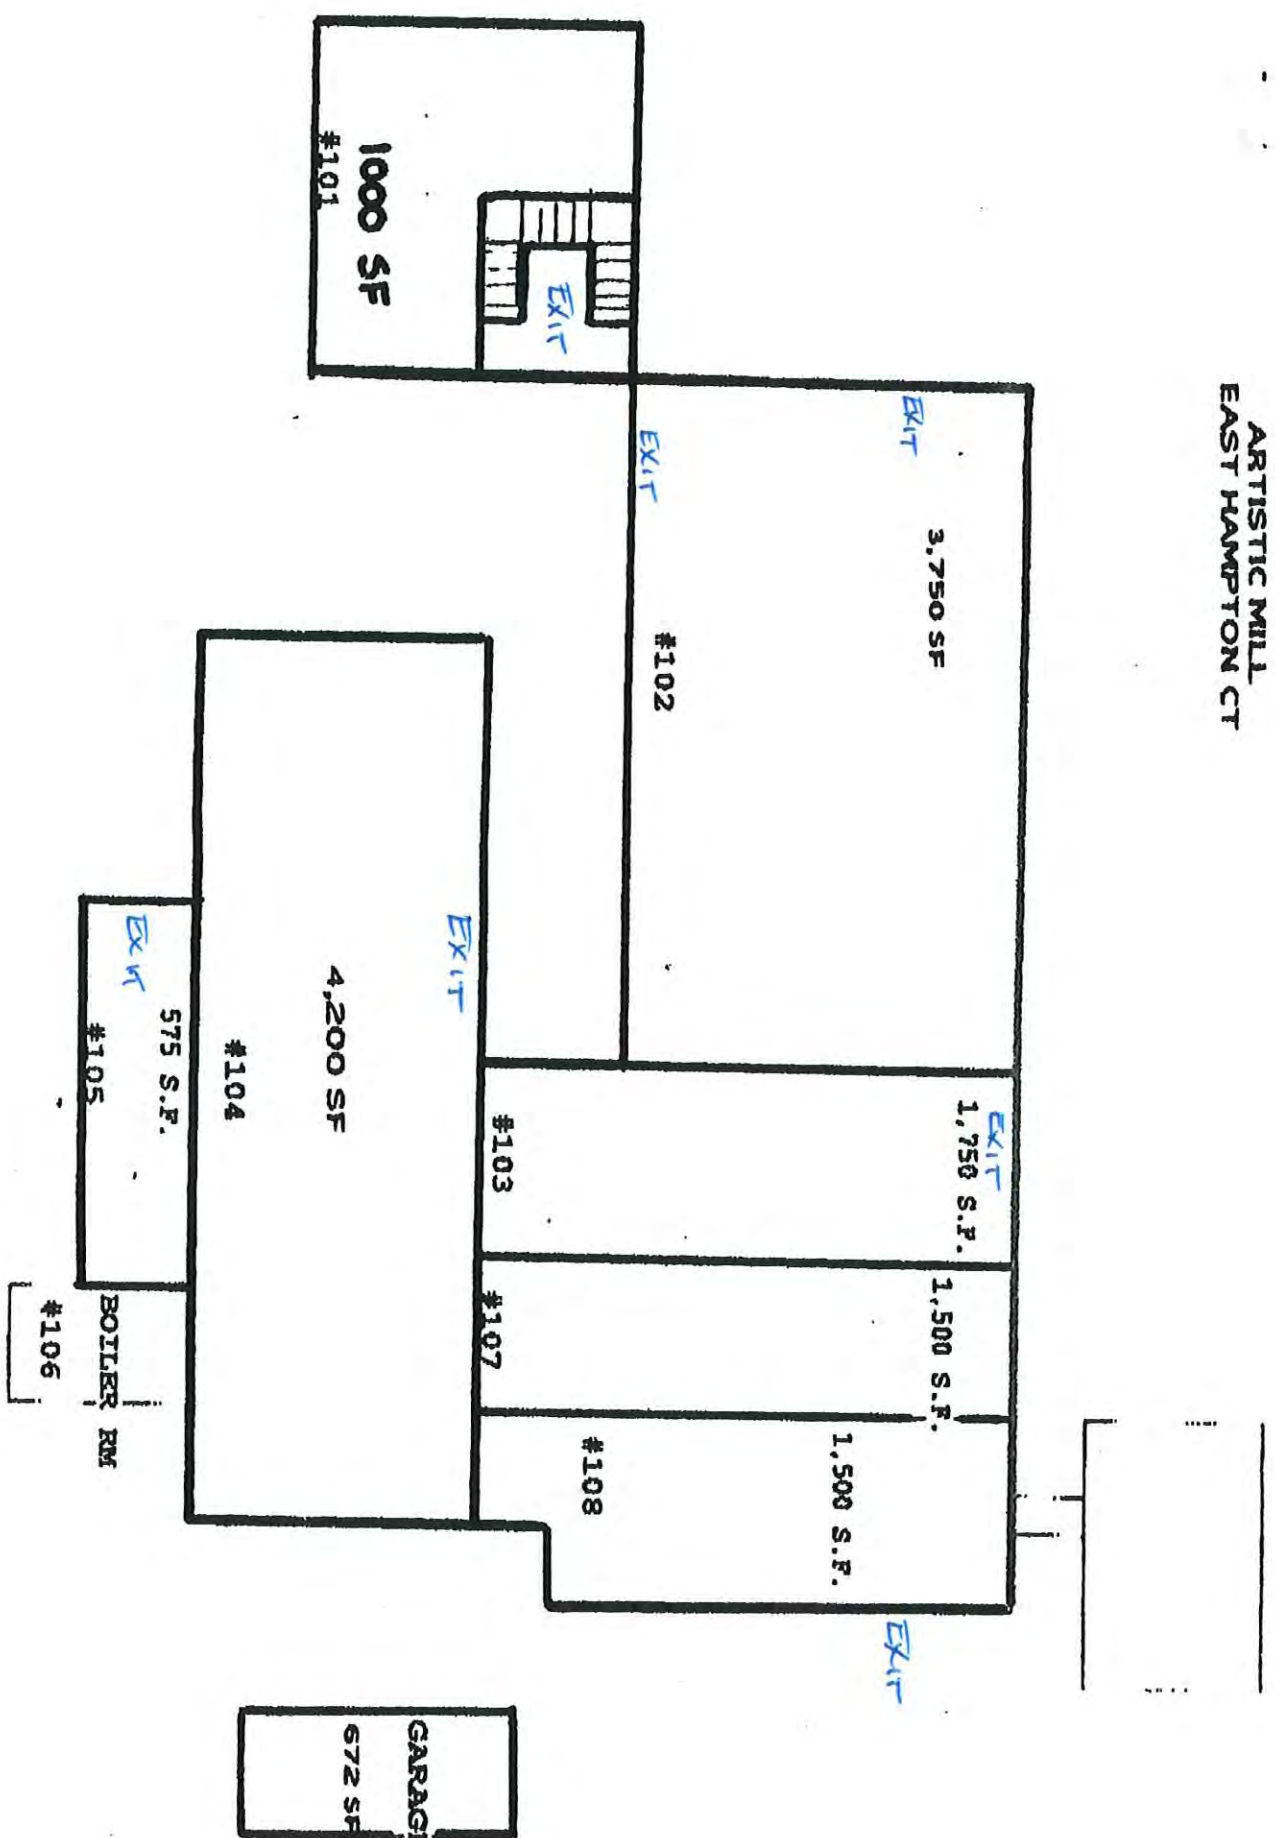 ARTISTIC MILL
EAST HAMPTON CT
EXIT
3,750 SF
EXIT
1,750 S.F.
1,500 S.F.
1,500 S.F.
EXIT
#102
EXIT
#108
EXIT
#103
#107
EXIT
1000 SF
#101
4,200 SF
#104
GARAGE
672 SF
575 S.F.
EXIT
#105
BOILER RM
#106